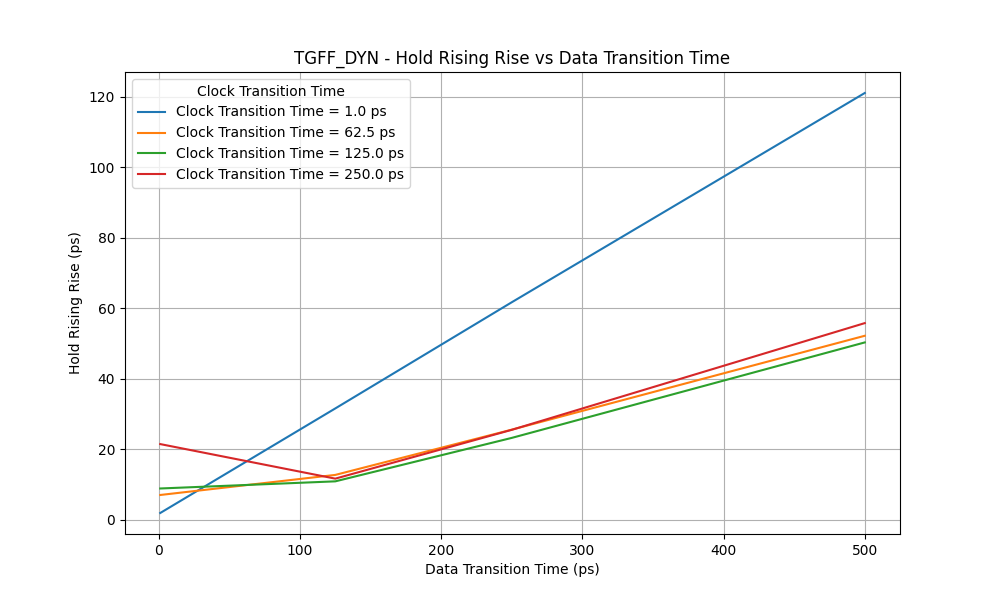 TGFF_DYN - Hold Rising Rise vs Data Transition Time
Clock Transition Time
Clock Transition Time = 1.0 ps
Clock Transition Time = 62.5 ps
Clock Transition Time = 125.0 ps
Clock Transition Time = 250.0 ps
Hold Rising Rise (ps)
120
100
80
60
40
20
0
0 100 200 300 400 500
Data Transition Time (ps)